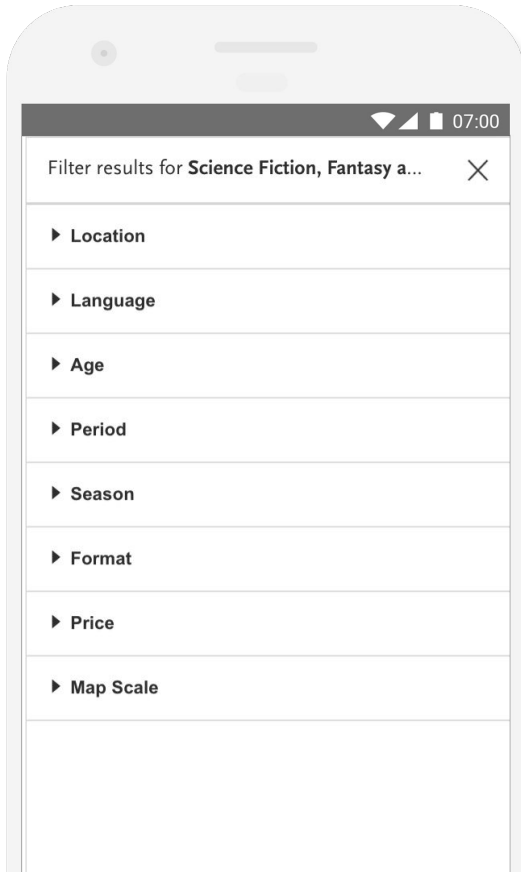 07:00
Filter results for Science Fiction, Fantasy a...
Location
Language
Age
Period
Season
Format
Price
Map Scale